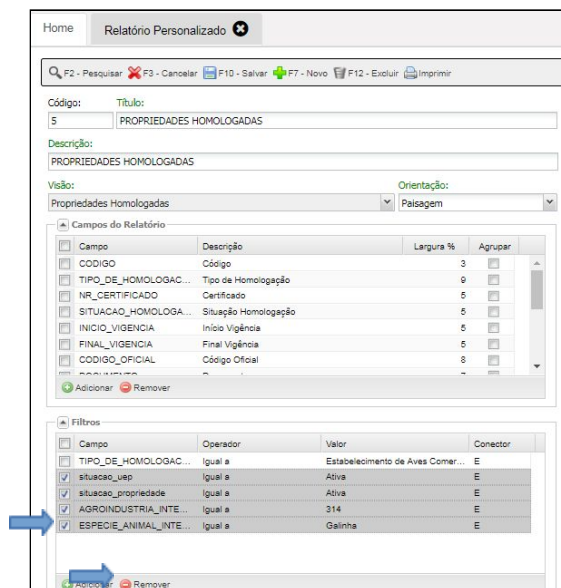 Home Relatório Personalizado
F2 - Pesquisar F3 - Cancelar F10 - Salvar F7 - Novo F12 - Excluir Imprimir
Código: Título:
5 PROPRIEDADES HOMOLOGADAS
Descrição:
PROPRIEDADES HOMOLOGADAS
Visão: Orientação:
Propriedades Homologadas Paisagem
Campos do Relatório
Campo Descrição Largura % Agrupar
CODIGO Código 3
TIPO_DE_HOMOLOGAC... Tipo de Homologação 9
NR_CERTIFICADO Certificado 5
SITUACAO_HOMOLOGA... Situação Homologação 5
INICIO_VIGENCIA Início Vigência 5
FINAL_VIGENCIA Final Vigência 5
CODIGO_OFICIAL Código Oficial 8
Adicionar Remover
Filtros
Campo Operador Valor Conector
TIPO_DE_HOMOLOGAC... Igual a Estabelecimento de Aves Comer... E
situacao_uep Igual a Ativa E
situacao_propriedade Igual a Ativa E
AGROINDUSTRIA_INTE... Igual a 314 E
ESPECIE_ANIMAL_INTE... Igual a Galinha E
Adicionar Remover